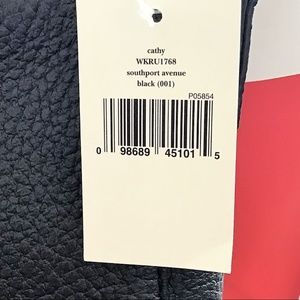 cathy
WKRU1768
southport avenue
black (001)
P05854
0 98689 45101 5